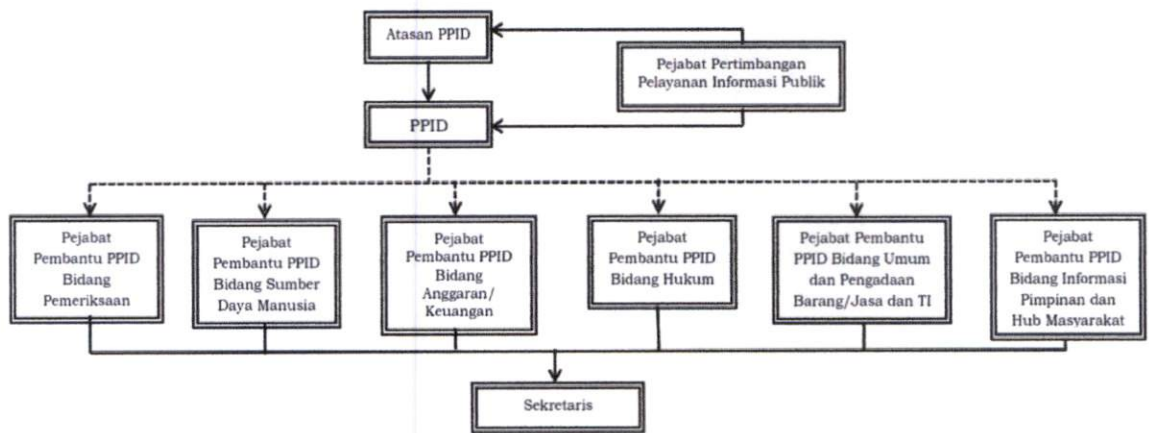 Atasan PPID
Pejabat Pertimbangan
Pelayanan Informasi Publik
PPID
Pejabat
Pembantu PPID
Bidang
Pemeriksaan
Pejabat
Pembantu PPID
Bidang Sumber
Daya Manusia
Pejabat
Pembantu PPID
Bidang
Anggaran/
Keuangan
Pejabat
Pembantu PPID
Bidang Hukum
Pejabat Pembantu
PPID Bidang Umum
dan Pengadaan
Barang/Jasa dan TI
Pejabat
Pembantu PPID
Bidang Informasi
Pimpinan dan
Hub Masyarakat
Sekretaris